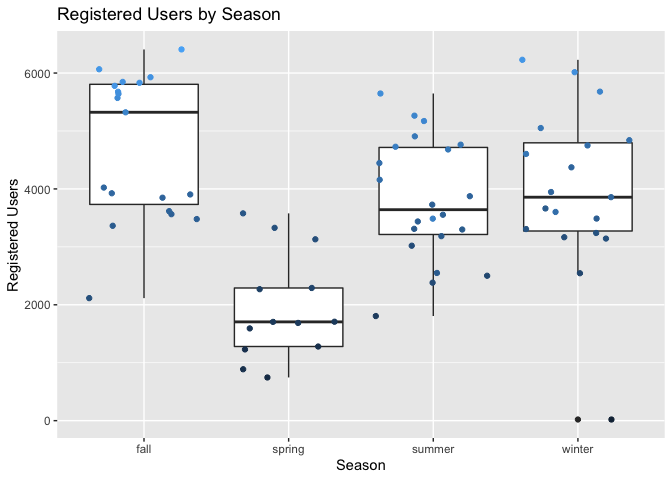 Registered Users by Season
Registered Users
6000
4000
2000
0
fall spring summer winter
Season